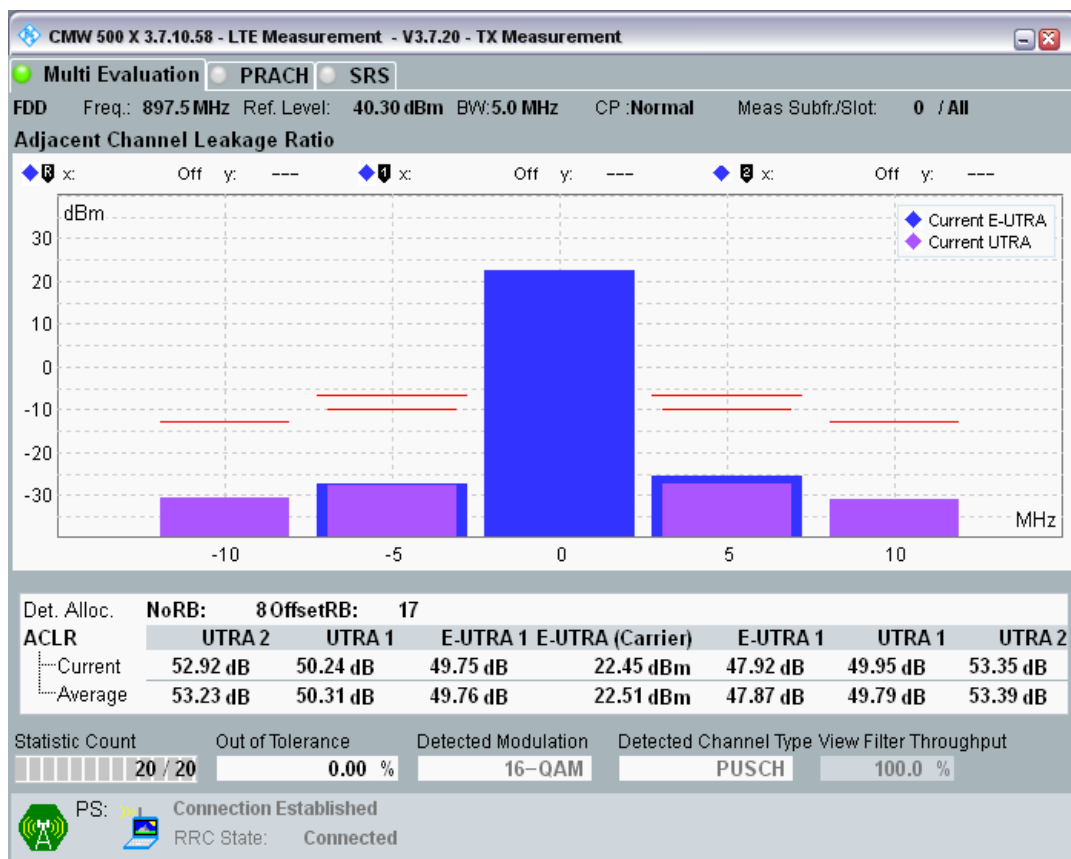 CMW 500 X 3.7.10.58 - LTE Measurement - V3.7.20 - TX Measurement
Multi Evaluation PRACH SRS
FDD Freq.: 897.5 MHz Ref. Level: 40.30 dBm BW:5.0 MHz CP :Normal Meas Subfr./Slot: 0 / All
Adjacent Channel Leakage Ratio
R x: Off y: --- 1 x: Off y: --- 2 x: Off y: ---
dBm
Current E-UTRA
Current UTRA
30
20
10
0
-10
-20
-30
MHz
-10 -5 0 5 10
Det. Alloc. NoRB: 8 OffsetRB: 17
ACLR UTRA 2 UTRA 1 E-UTRA 1 E-UTRA (Carrier) E-UTRA 1 UTRA 1 UTRA 2
Current 52.92 dB 50.24 dB 49.75 dB 22.45 dBm 47.92 dB 49.95 dB 53.35 dB
Average 53.23 dB 50.31 dB 49.76 dB 22.51 dBm 47.87 dB 49.79 dB 53.39 dB
Statistic Count Out of Tolerance Detected Modulation Detected Channel Type View Filter Throughput
20 / 20 0.00 % 16-QAM PUSCH 100.0 %
PS: Connection Established
RRC State: Connected